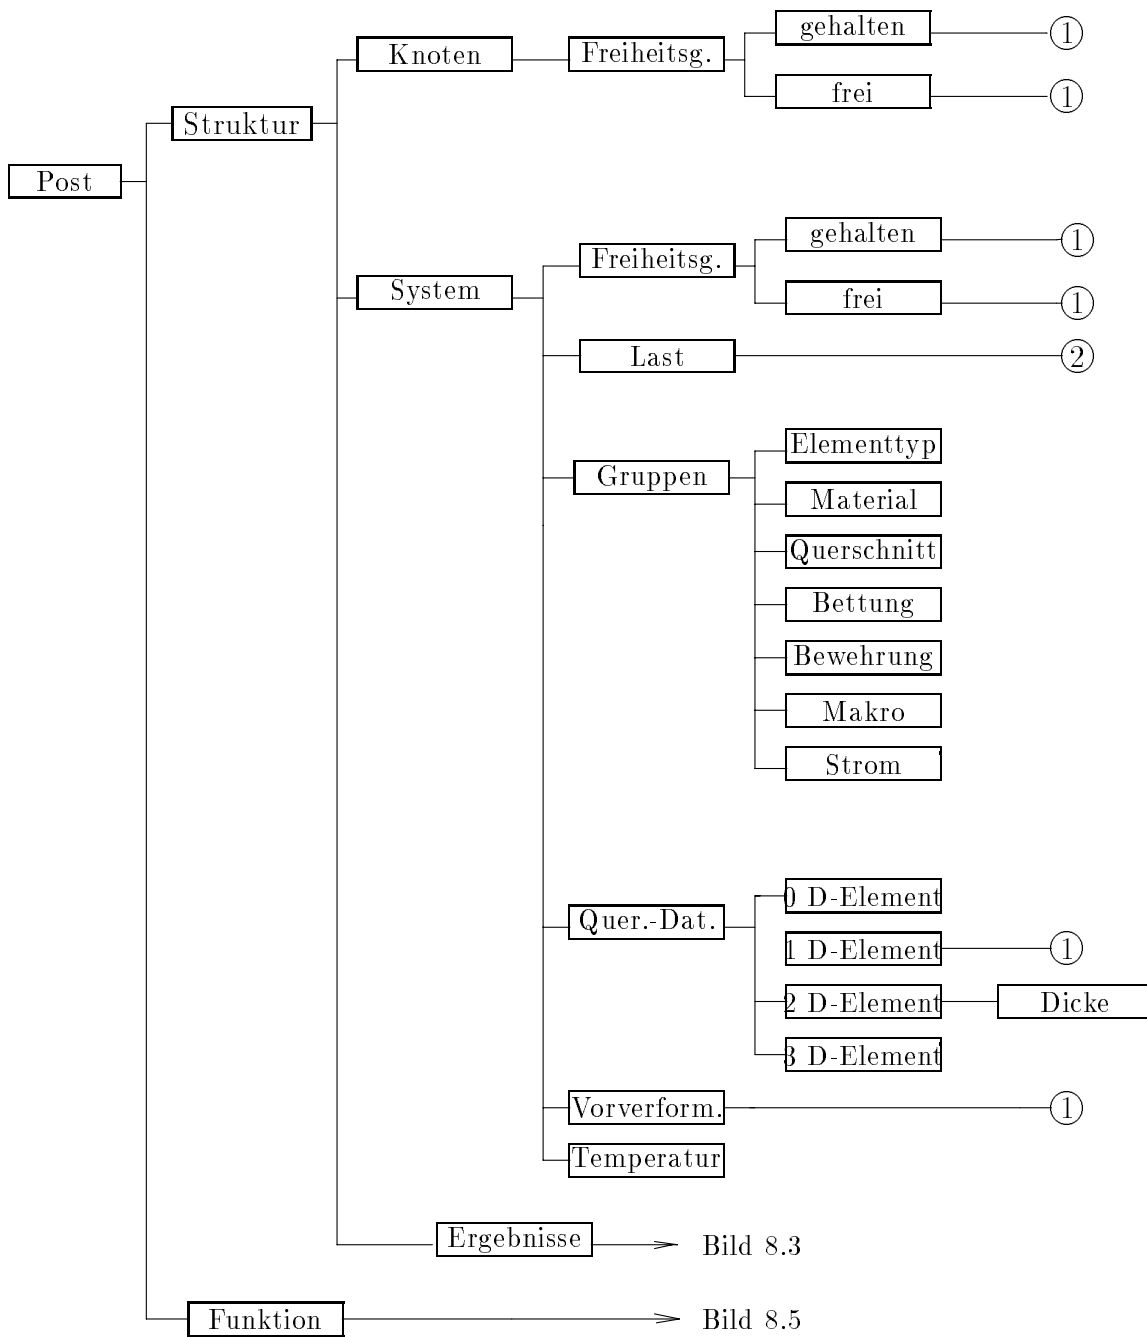 gehalten 1
Knoten Freiheitsg.
frei 1
Struktur
Post
gehalten 1
Freiheitsg.
System
frei 1
Last 2
Elementtyp
Gruppen
Material
Querschnitt
Bettung
Bewehrung
Makro
Strom
0 D-Element
Quer.-Dat.
1 D-Element 1
2 D-Element Dicke
3 D-Element
Vorverform. 1
Temperatur
Ergebnisse Bild 8.3
Funktion Bild 8.5